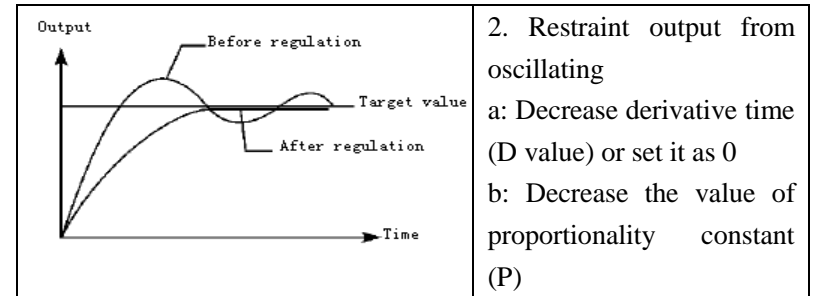 Output
Before regulation
Target value
After regulation
Time
2. Restraint output from
oscillating
a: Decrease derivative time
(D value) or set it as 0
b: Decrease the value of
proportionality constant
(P)